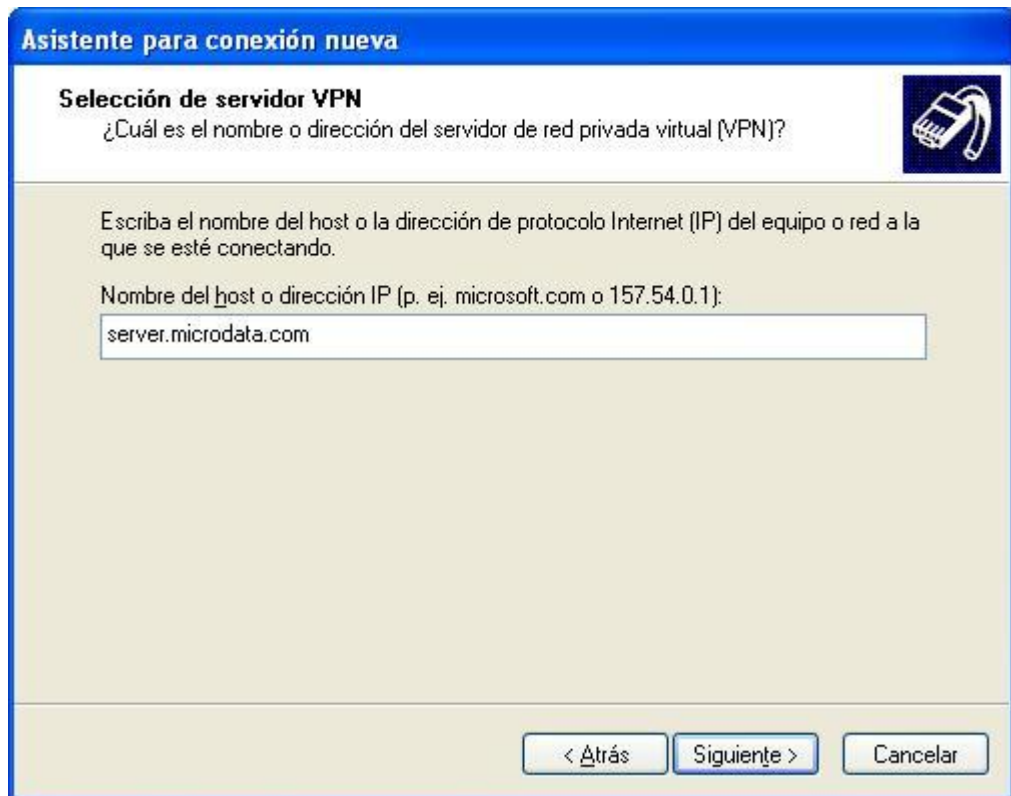 Asistente para conexión nueva
Selección de servidor VPN
¿Cuál es el nombre o dirección del servidor de red privada virtual (VPN)?
Escriba el nombre del host o la dirección de protocolo Internet (IP) del equipo o red a la
que se esté conectando.
Nombre del host o dirección IP (p. ej. microsoft.com o 157.54.0.1):
server.microdata.com
< Atrás
Siguiente >
Cancelar